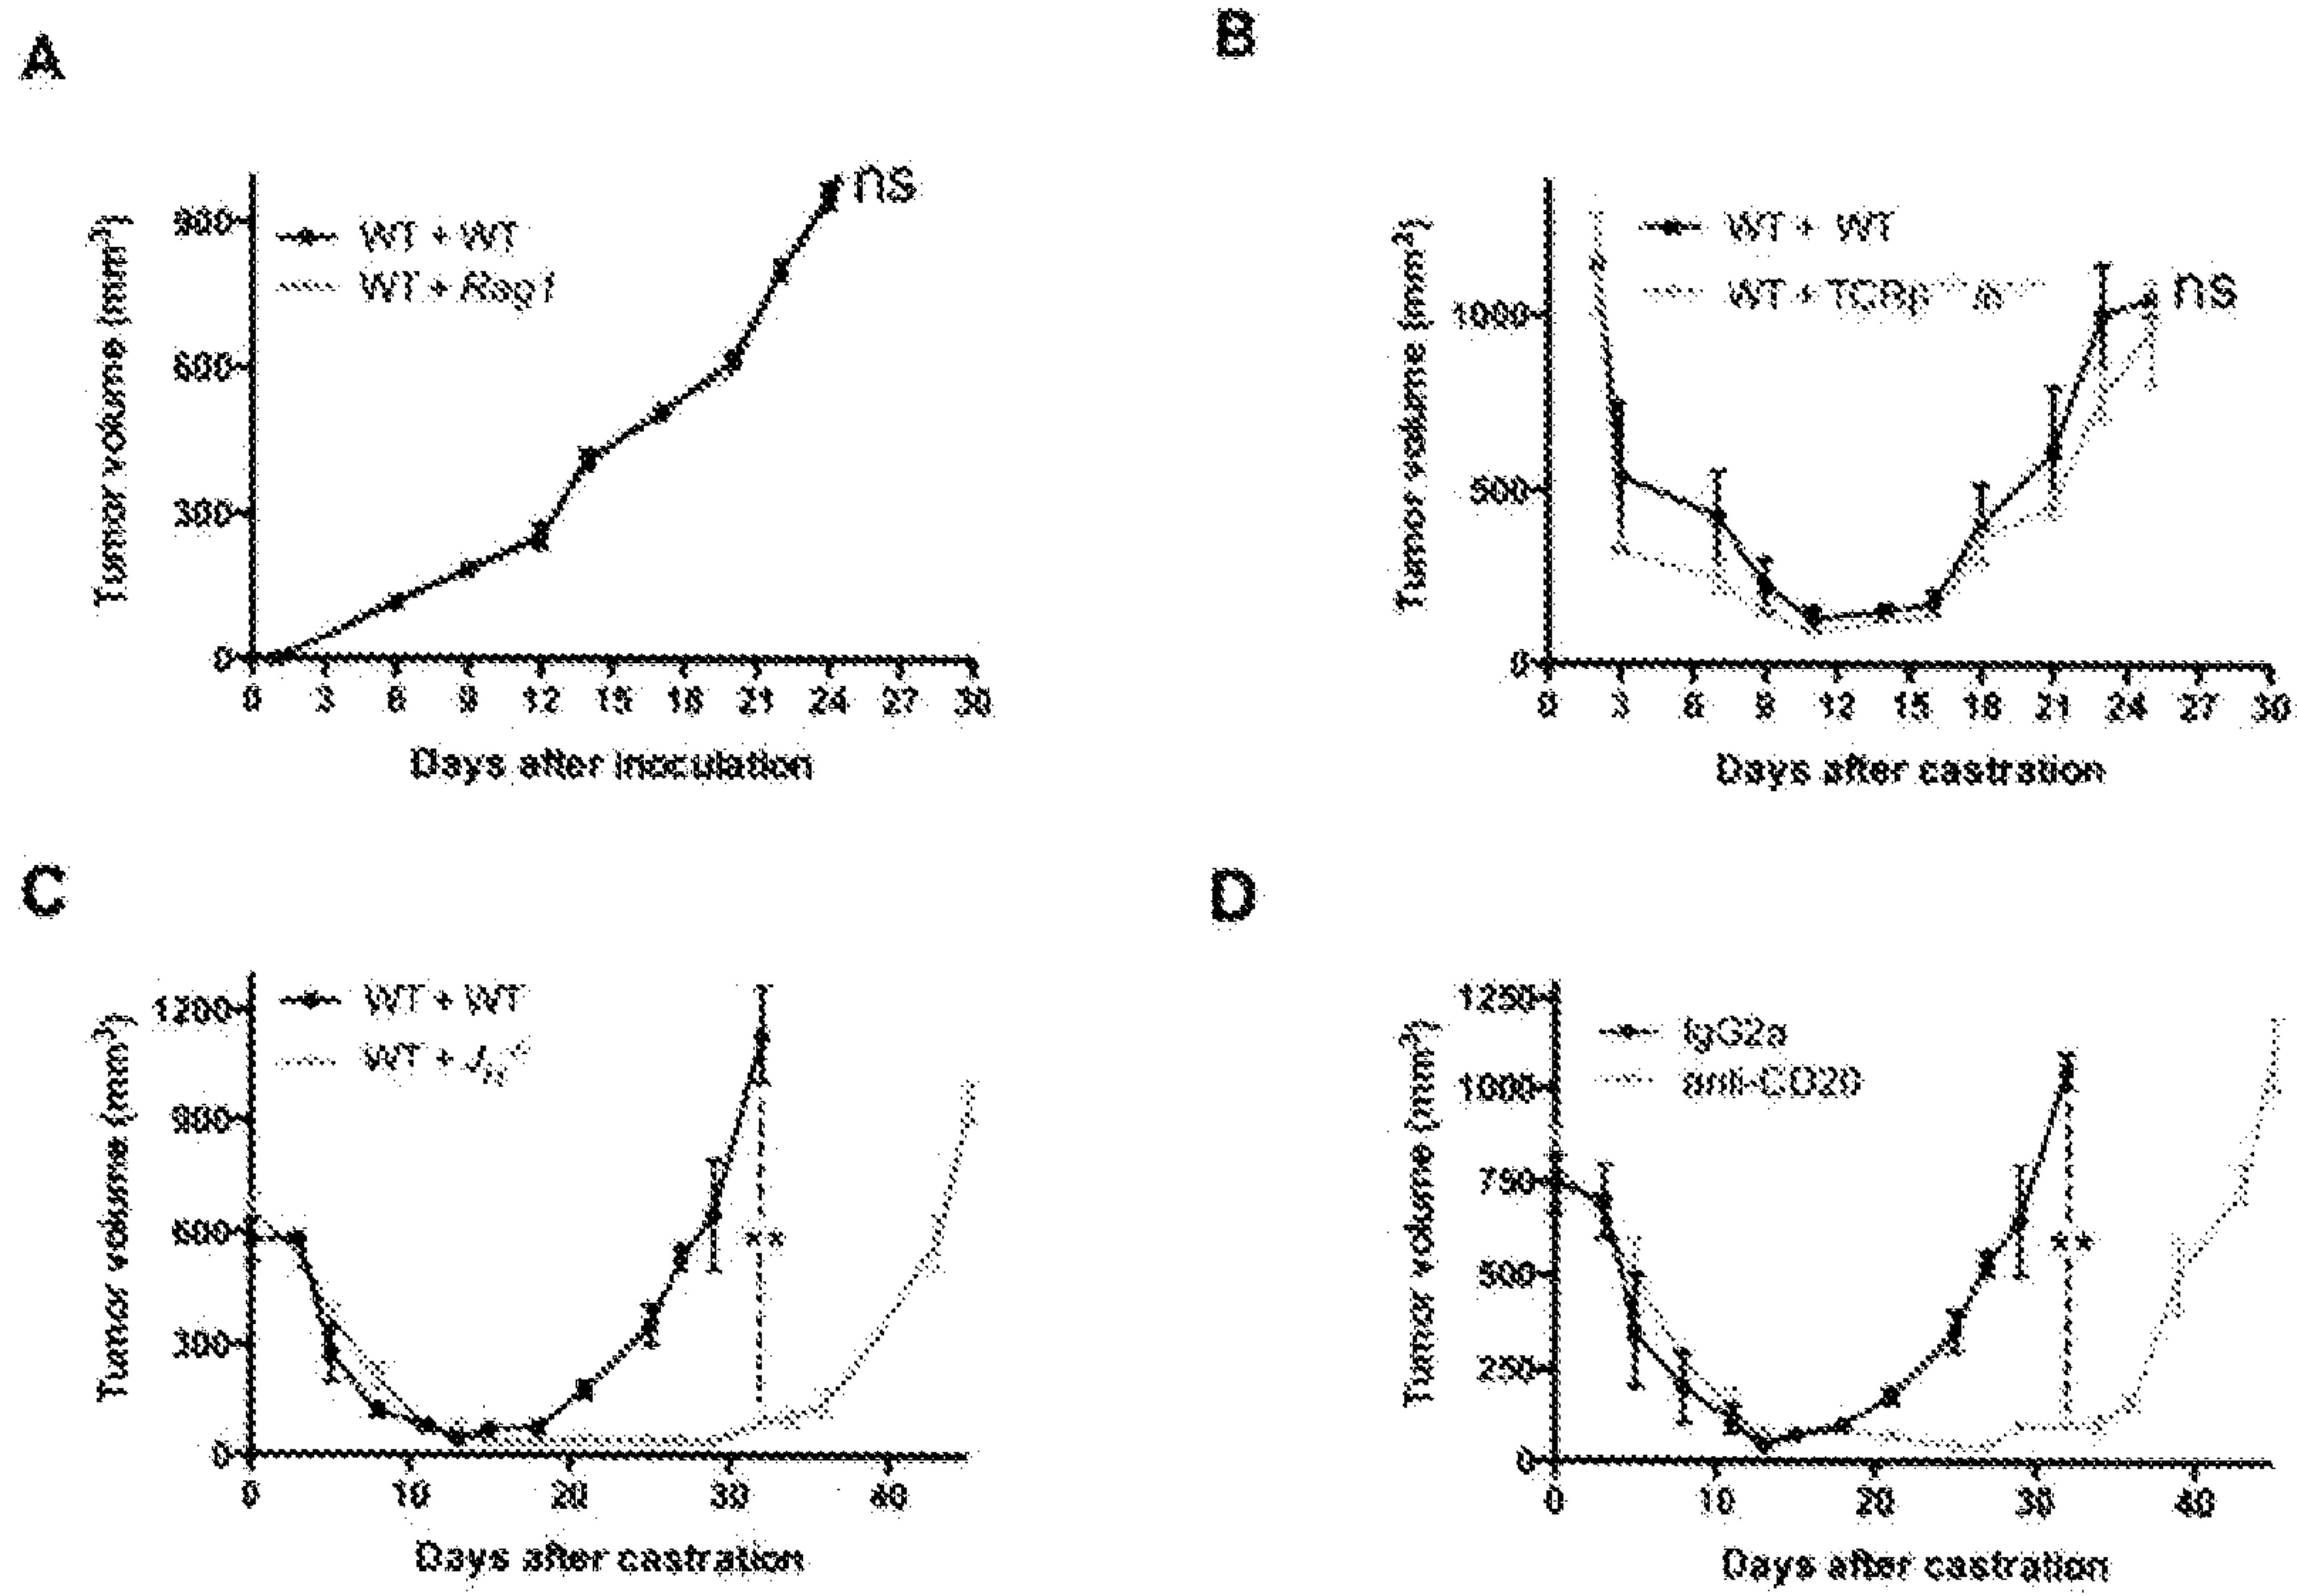 A
Tumor volume (mm³)
900
600
300
0
WT + WT
WT + Rag1
ns
0 3 6 9 12 15 18 21 24 27 30
Days after inoculation
B
Tumor volume (mm³)
1000
500
0
WT + WT
WT + TCRβ
ns
0 3 6 9 12 15 18 21 24 27 30
Days after castration
C
Tumor volume (mm³)
1200
900
600
300
0
WT + WT
WT + J_H^-/-
**
0 10 20 30 40
Days after castration
D
Tumor volume (mm³)
1250
1000
750
500
250
0
IgG2a
anti-CD20
**
0 10 20 30 40
Days after castration